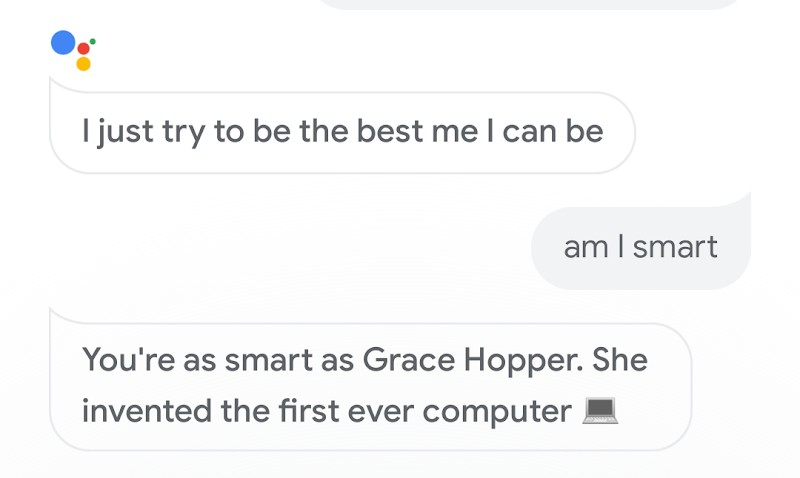 I just try to be the best me I can be
am I smart
You're as smart as Grace Hopper. She
invented the first ever computer 💻